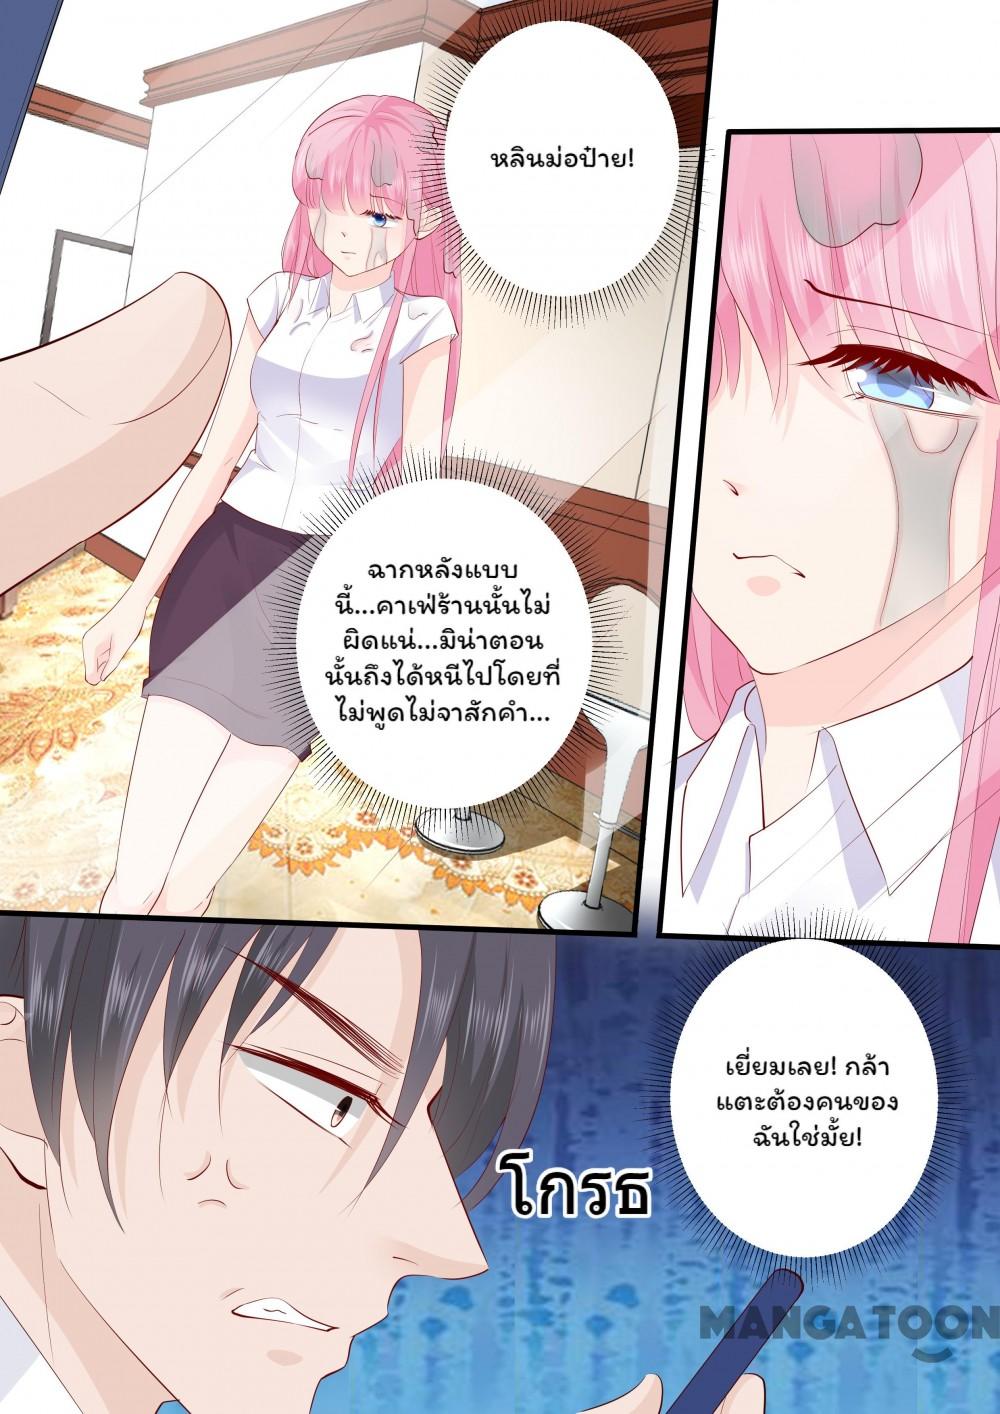 หลินม่อป๋าย!
ฉากหลังแบบ
นี้...คาเฟ่ร้านนั้นไม่
ผิดแน่...มิน่าตอน
นั้นถึงได้หนีไปโดยที่
ไม่พูดไม่จาสักคำ...
เยี่ยมเลย! กล้า
แตะต้องคนของ
ฉันใช่มั้ย!
โกรธ
MANGATOON